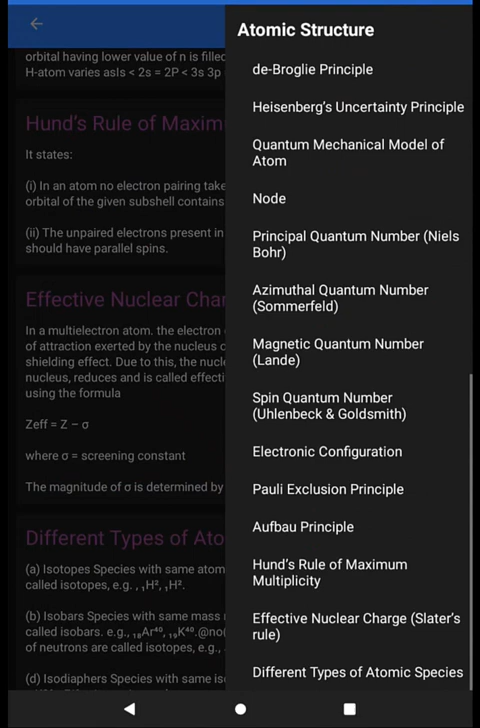 Atomic Structure
de-Broglie Principle
Heisenberg's Uncertainty Principle
Quantum Mechanical Model of
Atom
Node
Principal Quantum Number (Niels
Bohr)
Azimuthal Quantum Number
(Sommerfeld)
Magnetic Quantum Number
(Lande)
Spin Quantum Number
(Uhlenbeck & Goldsmith)
Electronic Configuration
Pauli Exclusion Principle
Aufbau Principle
Hund's Rule of Maximum
Multiplicity
Effective Nuclear Charge (Slater's
rule)
Different Types of Atomic Species
orbital having lower value of n is filled
H-atom varies asls < 2s = 2P < 3s 3p
Hund's Rule of Maxim
It states:
(i) In an atom no electron pairing take
orbital of the given subshell contains
(ii) The unpaired electrons present in
should have parallel spins.
Effective Nuclear Char
In a multielectron atom. the electron
of attraction exerted by the nucleus
shielding effect. Due to this, the nucl
nucleus, reduces and is called effecti
using the formula
Zeff = Z – σ
where σ = screening constant
The magnitude of σ is determined by
Different Types of Ato
(a) Isotopes Species with same atom
called isotopes, e.g. , ₁H², ₁H².
(b) Isobars Species with same mass
called isobars. e.g., ₁₈Ar⁴⁰, ₁₉K⁴⁰.@no(
of neutrons are called isotopes, e.g.,
(d) Isodiaphers Species with same is